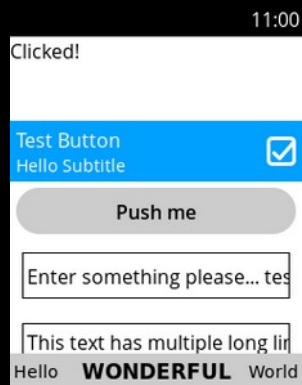 11:00
Clicked!
Test Button
Hello Subtitle
Push me
Enter something please... tes
This text has multiple long lin
Hello WONDERFUL World